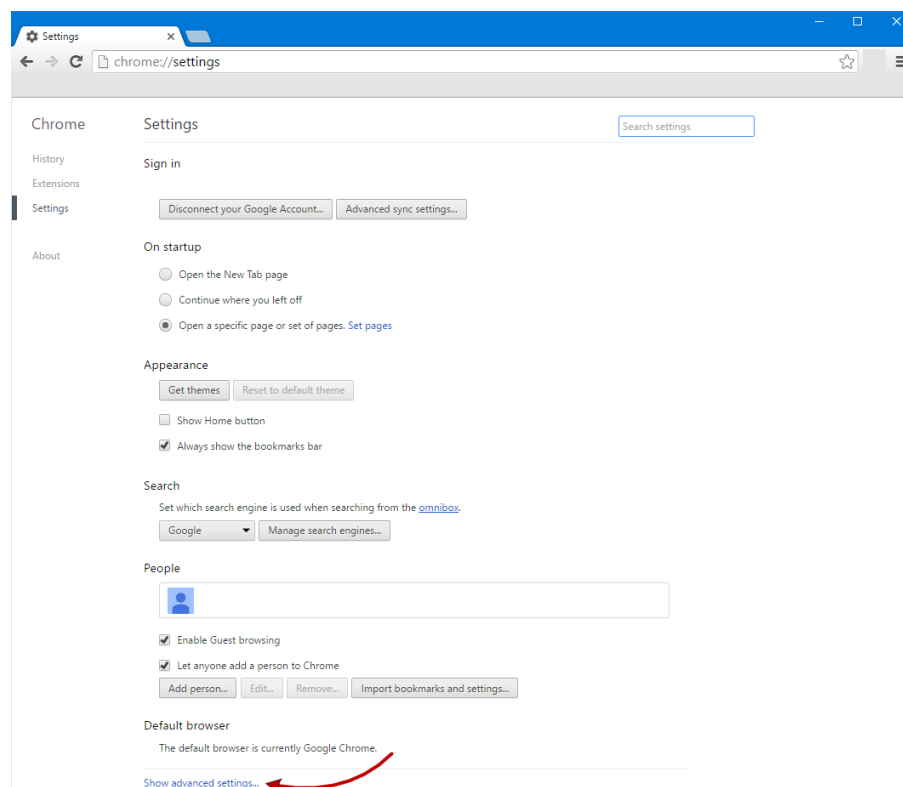 Settings
chrome://settings
Chrome
Settings
Search settings
History
Extensions
Settings
About
Sign in
Disconnect your Google Account... Advanced sync settings...
On startup
Open the New Tab page
Continue where you left off
Open a specific page or set of pages. Set pages
Appearance
Get themes Reset to default theme
Show Home button
Always show the bookmarks bar
Search
Set which search engine is used when searching from the omnibox.
Google Manage search engines...
People
Enable Guest browsing
Let anyone add a person to Chrome
Add person... Edit... Remove... Import bookmarks and settings...
Default browser
The default browser is currently Google Chrome.
Show advanced settings...